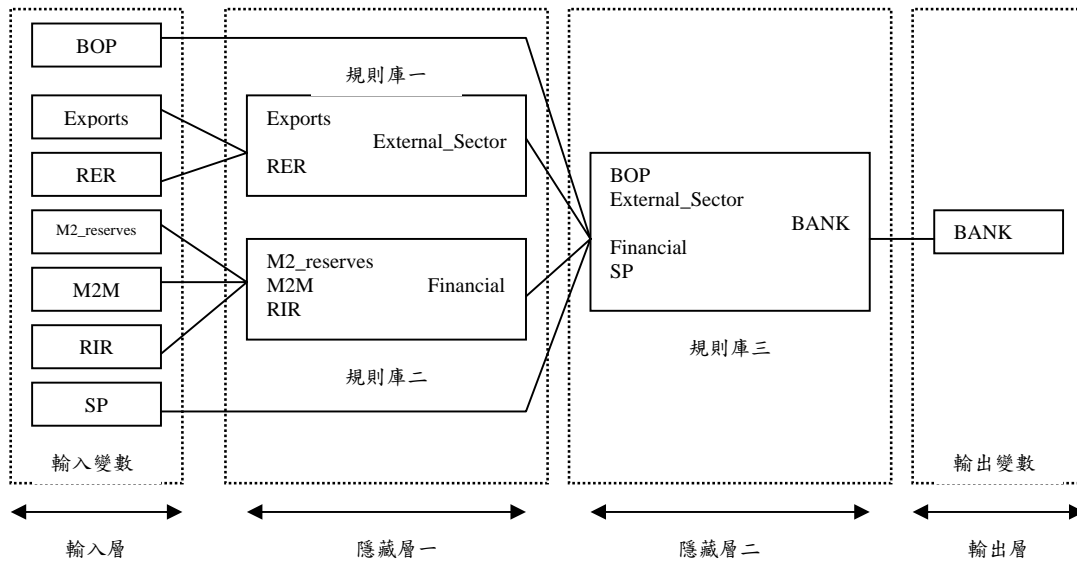 BOP
Exports
RER
M2_reserves
M2M
RIR
SP
輸入變數
規則庫一
Exports
External_Sector
RER
M2_reserves
M2M
Financial
RIR
規則庫二
BOP
External_Sector
BANK
Financial
SP
規則庫三
BANK
輸出變數
輸入層
隱藏層一
隱藏層二
輸出層